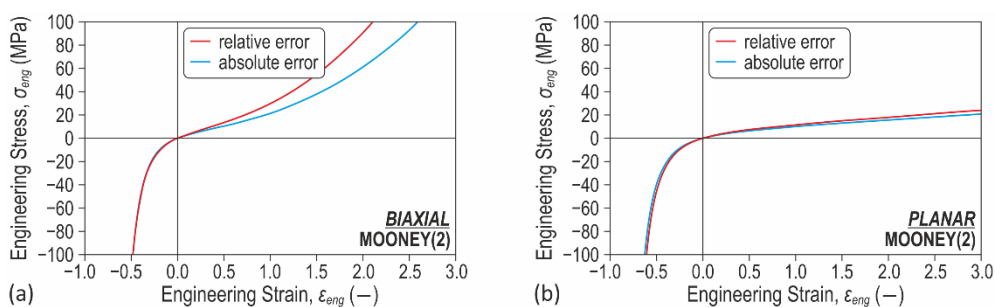 100
80
60
40
20
0
−20
−40
−60
−80
−100
Engineering Stress, σeng (MPa)
relative error
absolute error
BIAXIAL
MOONEY(2)
−1.0 −0.5 0.0 0.5 1.0 1.5 2.0 2.5 3.0
Engineering Strain, εeng (—)
(a)
100
80
60
40
20
0
−20
−40
−60
−80
−100
Engineering Stress, σeng (MPa)
relative error
absolute error
PLANAR
MOONEY(2)
−1.0 −0.5 0.0 0.5 1.0 1.5 2.0 2.5 3.0
Engineering Strain, εeng (—)
(b)